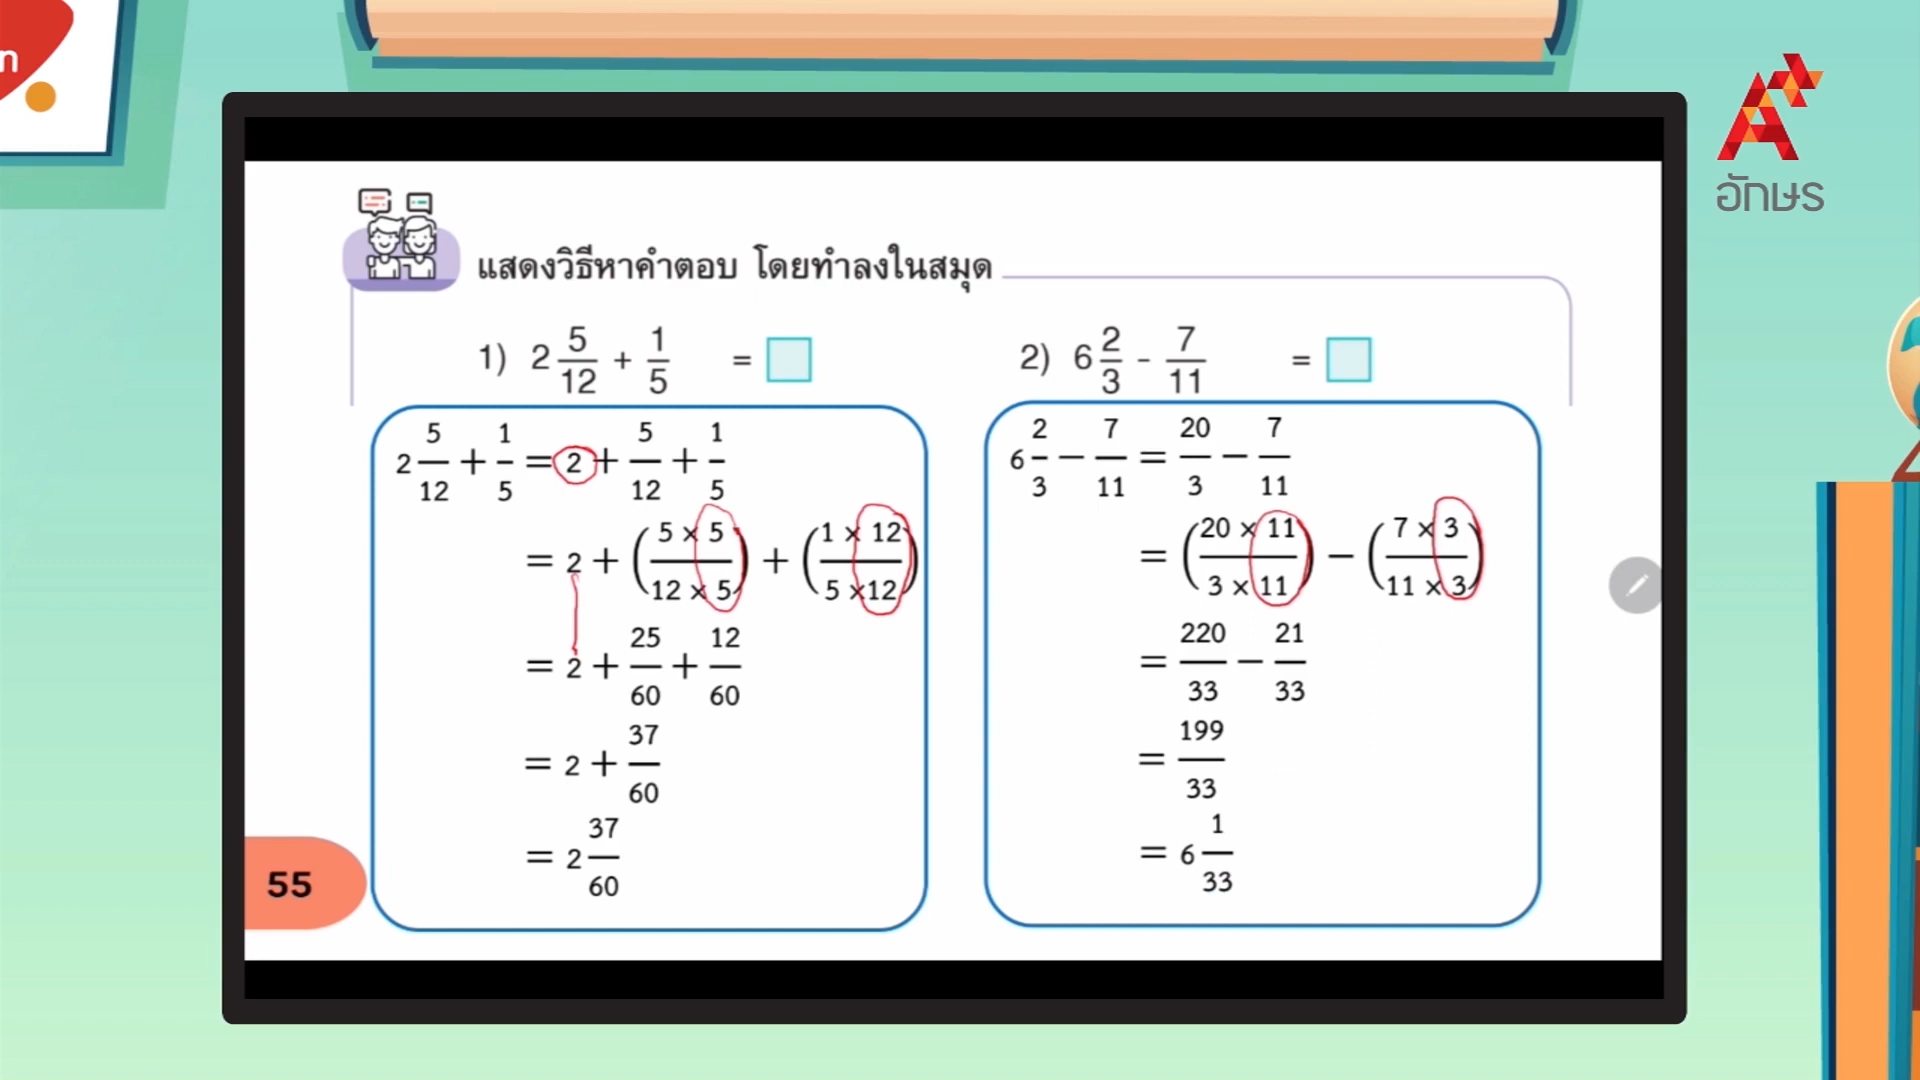 n
อักษร
แสดงวิธีหาคำตอบ โดยทำลงในสมุด
1) 2 5/12 + 1/5 = □
2 5/12 + 1/5 = 2 + 5/12 + 1/5
= 2 + (5 × 5 / 12 × 5) + (1 × 12 / 5 × 12)
= 2 + 25/60 + 12/60
= 2 + 37/60
= 2 37/60
2) 6 2/3 - 7/11 = □
6 2/3 − 7/11 = 20/3 − 7/11
= (20 × 11 / 3 × 11) − (7 × 3 / 11 × 3)
= 220/33 − 21/33
= 199/33
= 6 1/33
55